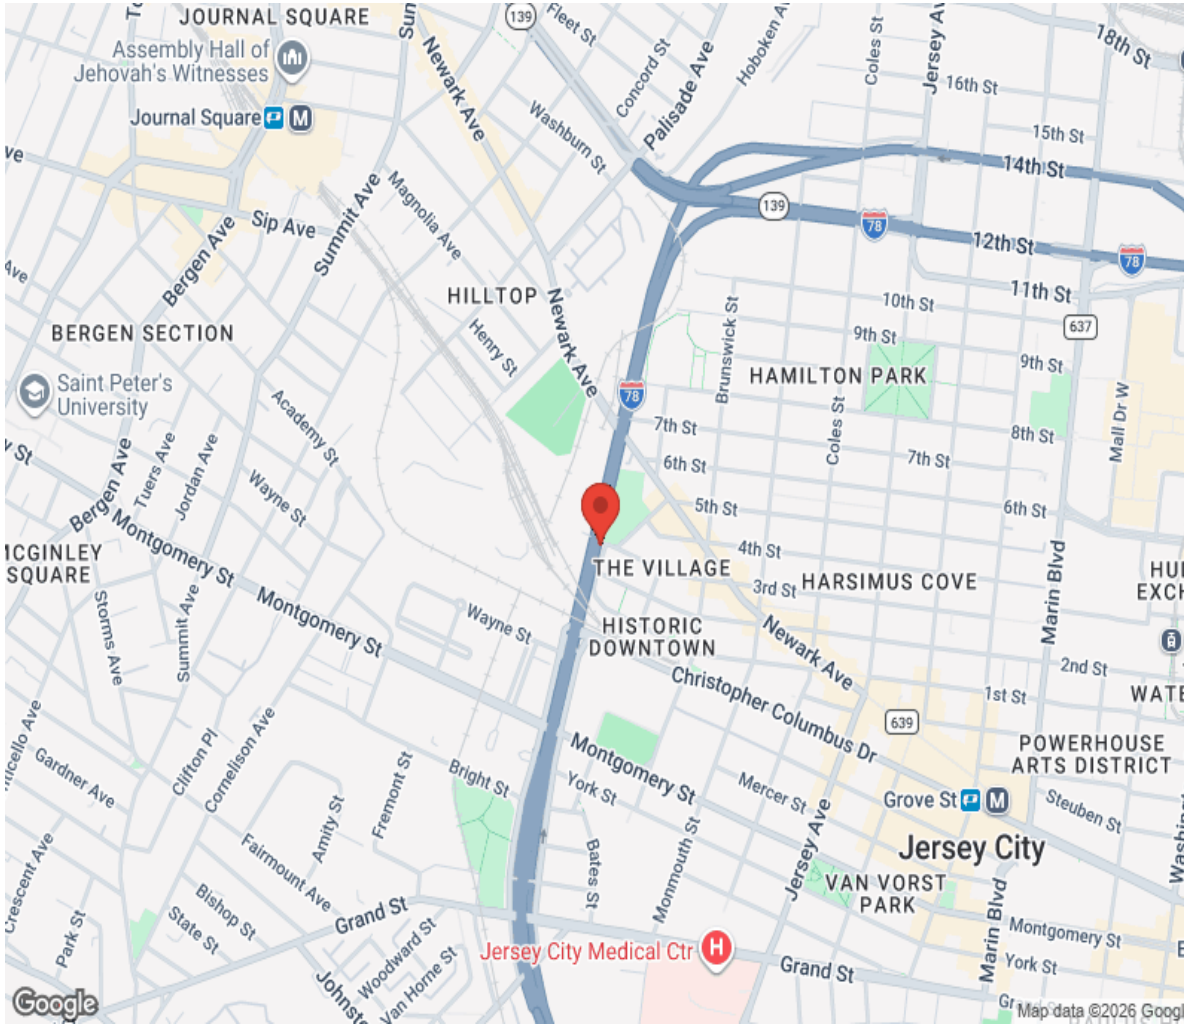 JOURNAL SQUARE
Assembly Hall of
Jehovah's Witnesses
Journal Square
M
139
Fleet St
Concord St
Hoboken
Palisade Ave
Newark Ave
Washburn St
Coles St
16th St
18th St
15th St
14th St
139
78
12th St
78
11th St
637
Magnolia Ave
Sip Ave
Summit Ave
Bergen Ave
HILLTOP
Newark Ave
Henry St
BERGEN SECTION
Saint Peter's
University
10th St
9th St
9th St
Brunswick St
HAMILTON PARK
Coles St
8th St
Mall Dr W
78
7th St
7th St
6th St
6th St
5th St
4th St
3rd St
Academy St
Wayne St
Tuers Ave
Jordan Ave
Bergen Ave
Montgomery St
MCGINLEY
SQUARE
Storms Ave
Summit Ave
Montgomery St
Wayne St
THE VILLAGE
HARSIMUS COVE
Marin Blvd
HISTORIC
DOWNTOWN
Newark Ave
2nd St
1st St
Christopher Columbus Dr
639
POWERHOUSE
ARTS DISTRICT
Gardner Ave
Clifton Pl
Cornelison Ave
Bright St
Fremont St
Amity St
Montgomery St
York St
Mercer St
Grove St
M
Steuben St
Jersey City
Jersey Ave
Monmouth St
Bates St
VAN VORST
PARK
Fairmount Ave
Crescent Ave
Bishop St
State St
Park St
Grand St
Woodward St
Van Horne St
Jersey City Medical Ctr
H
Grand St
Marin Blvd
Montgomery St
York St
Google
Map data ©2026 Google